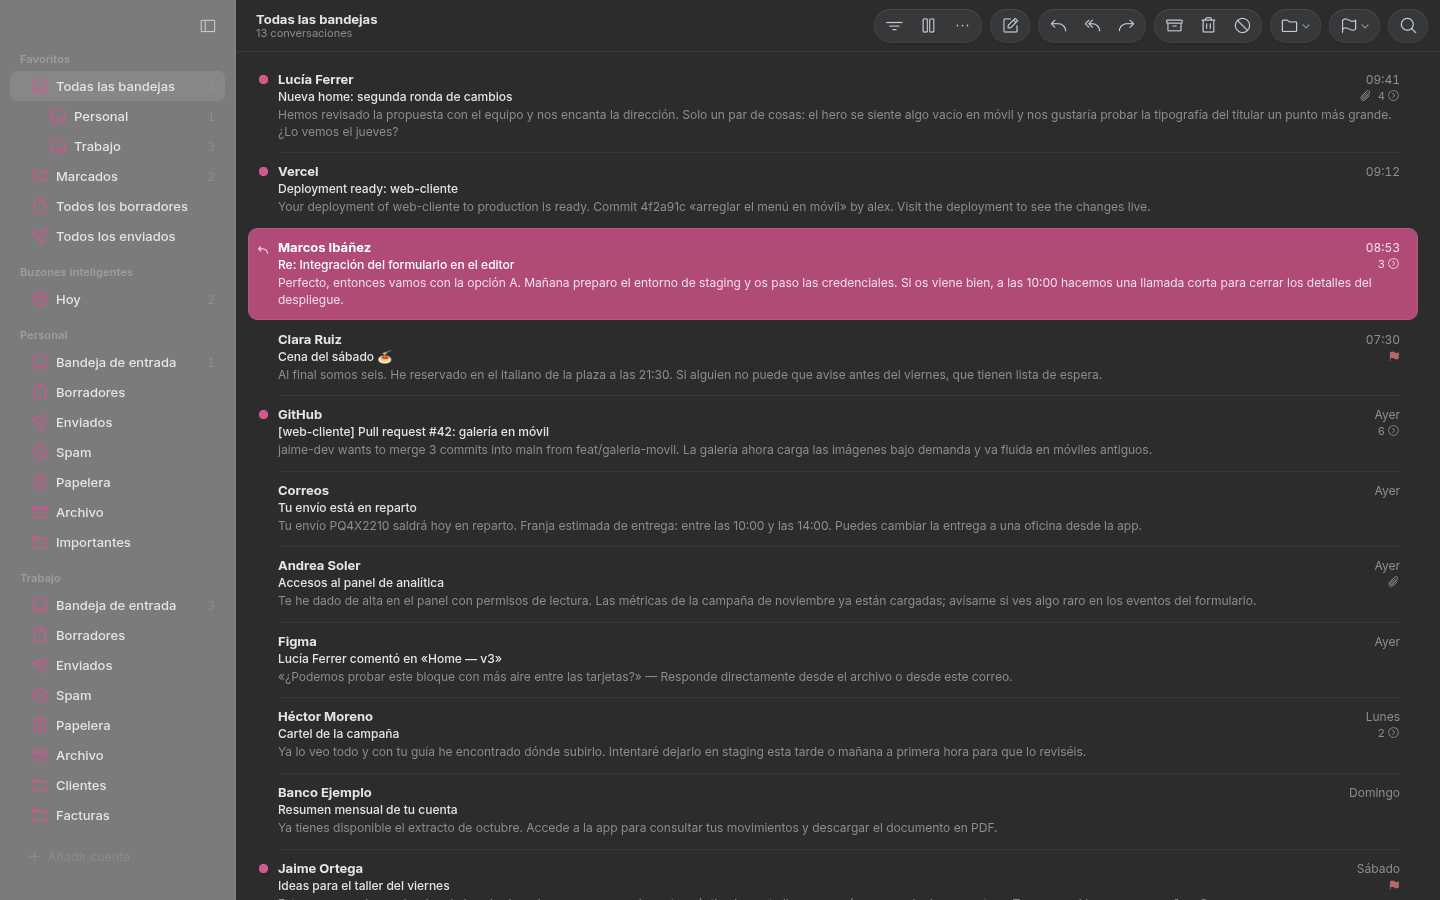 Favoritos
Todas las bandejas
Personal 1
Trabajo 3
Marcados 2
Todos los borradores
Todos los enviados
Buzones inteligentes
Hoy 2
Personal
Bandeja de entrada 1
Borradores
Enviados
Spam
Papelera
Archivo
Importantes
Trabajo
Bandeja de entrada 3
Borradores
Enviados
Spam
Papelera
Archivo
Clientes
Facturas
+ Añadir cuenta
Todas las bandejas
13 conversaciones
Lucía Ferrer 09:41
Nueva home: segunda ronda de cambios 4
Hemos revisado la propuesta con el equipo y nos encanta la dirección. Solo un par de cosas: el hero se siente algo vacío en móvil y nos gustaría probar la tipografía del titular un punto más grande.
¿Lo vemos el jueves?
Vercel 09:12
Deployment ready: web-cliente
Your deployment of web-cliente to production is ready. Commit 4f2a91c «arreglar el menú en móvil» by alex. Visit the deployment to see the changes live.
Marcos Ibáñez 08:53
Re: Integración del formulario en el editor 3
Perfecto, entonces vamos con la opción A. Mañana preparo el entorno de staging y os paso las credenciales. Si os viene bien, a las 10:00 hacemos una llamada corta para cerrar los detalles del
despliegue.
Clara Ruiz 07:30
Cena del sábado 🍝
Al final somos seis. He reservado en el italiano de la plaza a las 21:30. Si alguien no puede que avise antes del viernes, que tienen lista de espera.
GitHub Ayer
[web-cliente] Pull request #42: galería en móvil 6
jaime-dev wants to merge 3 commits into main from feat/galeria-movil. La galería ahora carga las imágenes bajo demanda y va fluida en móviles antiguos.
Correos Ayer
Tu envío está en reparto
Tu envío PQ4X2210 saldrá hoy en reparto. Franja estimada de entrega: entre las 10:00 y las 14:00. Puedes cambiar la entrega a una oficina desde la app.
Andrea Soler Ayer
Accesos al panel de analítica
Te he dado de alta en el panel con permisos de lectura. Las métricas de la campaña de noviembre ya están cargadas; avísame si ves algo raro en los eventos del formulario.
Figma Ayer
Lucía Ferrer comentó en «Home — v3»
«¿Podemos probar este bloque con más aire entre las tarjetas?» — Responde directamente desde el archivo o desde este correo.
Héctor Moreno Lunes
Cartel de la campaña 2
Ya lo veo todo y con tu guía he encontrado dónde subirlo. Intentaré dejarlo en staging esta tarde o mañana a primera hora para que lo reviséis.
Banco Ejemplo Domingo
Resumen mensual de tu cuenta
Ya tienes disponible el extracto de octubre. Accede a la app para consultar tus movimientos y descargar el documento en PDF.
Jaime Ortega Sábado
Ideas para el taller del viernes